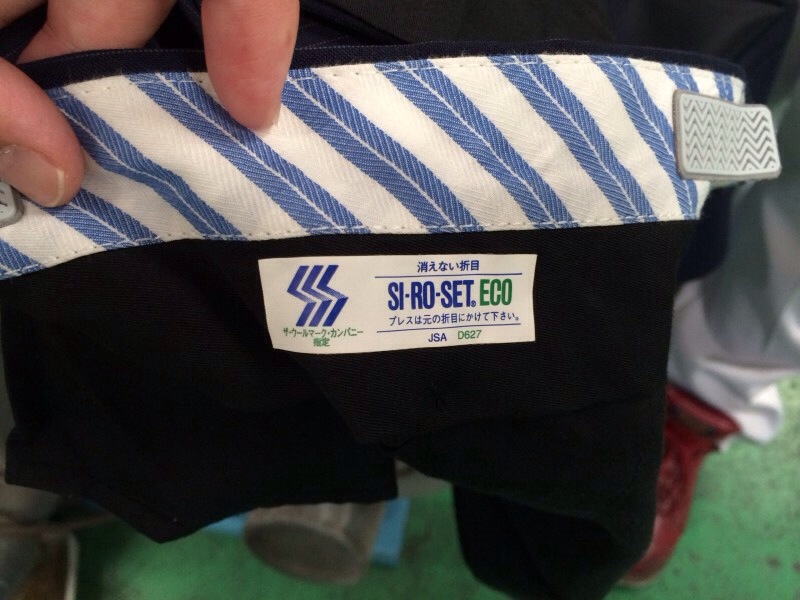 消えない折目
SI-RO-SET® ECO
プレスは元の折目にかけて下さい。
JSA D627
ザ・ウールマーク・カンパニー
指定